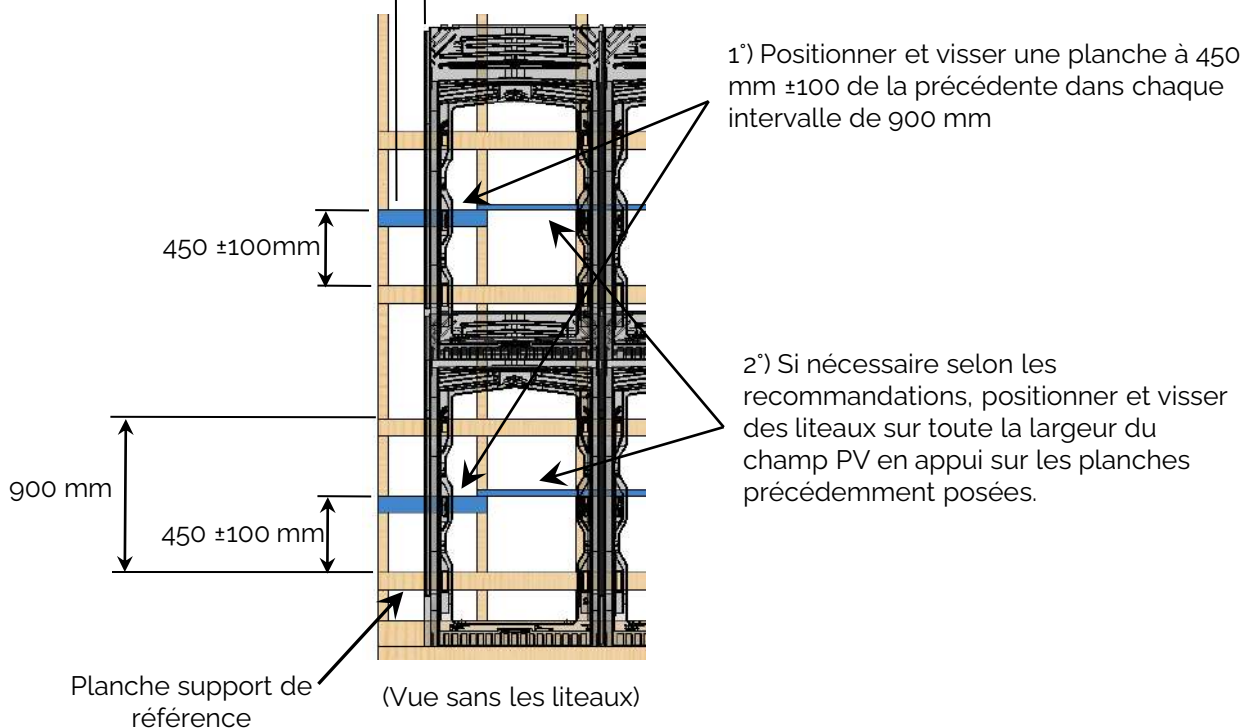 1°) Positionner et visser une planche à 450
mm ±100 de la précédente dans chaque
intervalle de 900 mm
450 ±100mm
2°) Si nécessaire selon les
recommandations, positionner et visser
des liteaux sur toute la largeur du
champ PV en appui sur les planches
précédemment posées.
900 mm
450 ±100 mm
Planche support de
référence
(Vue sans les liteaux)